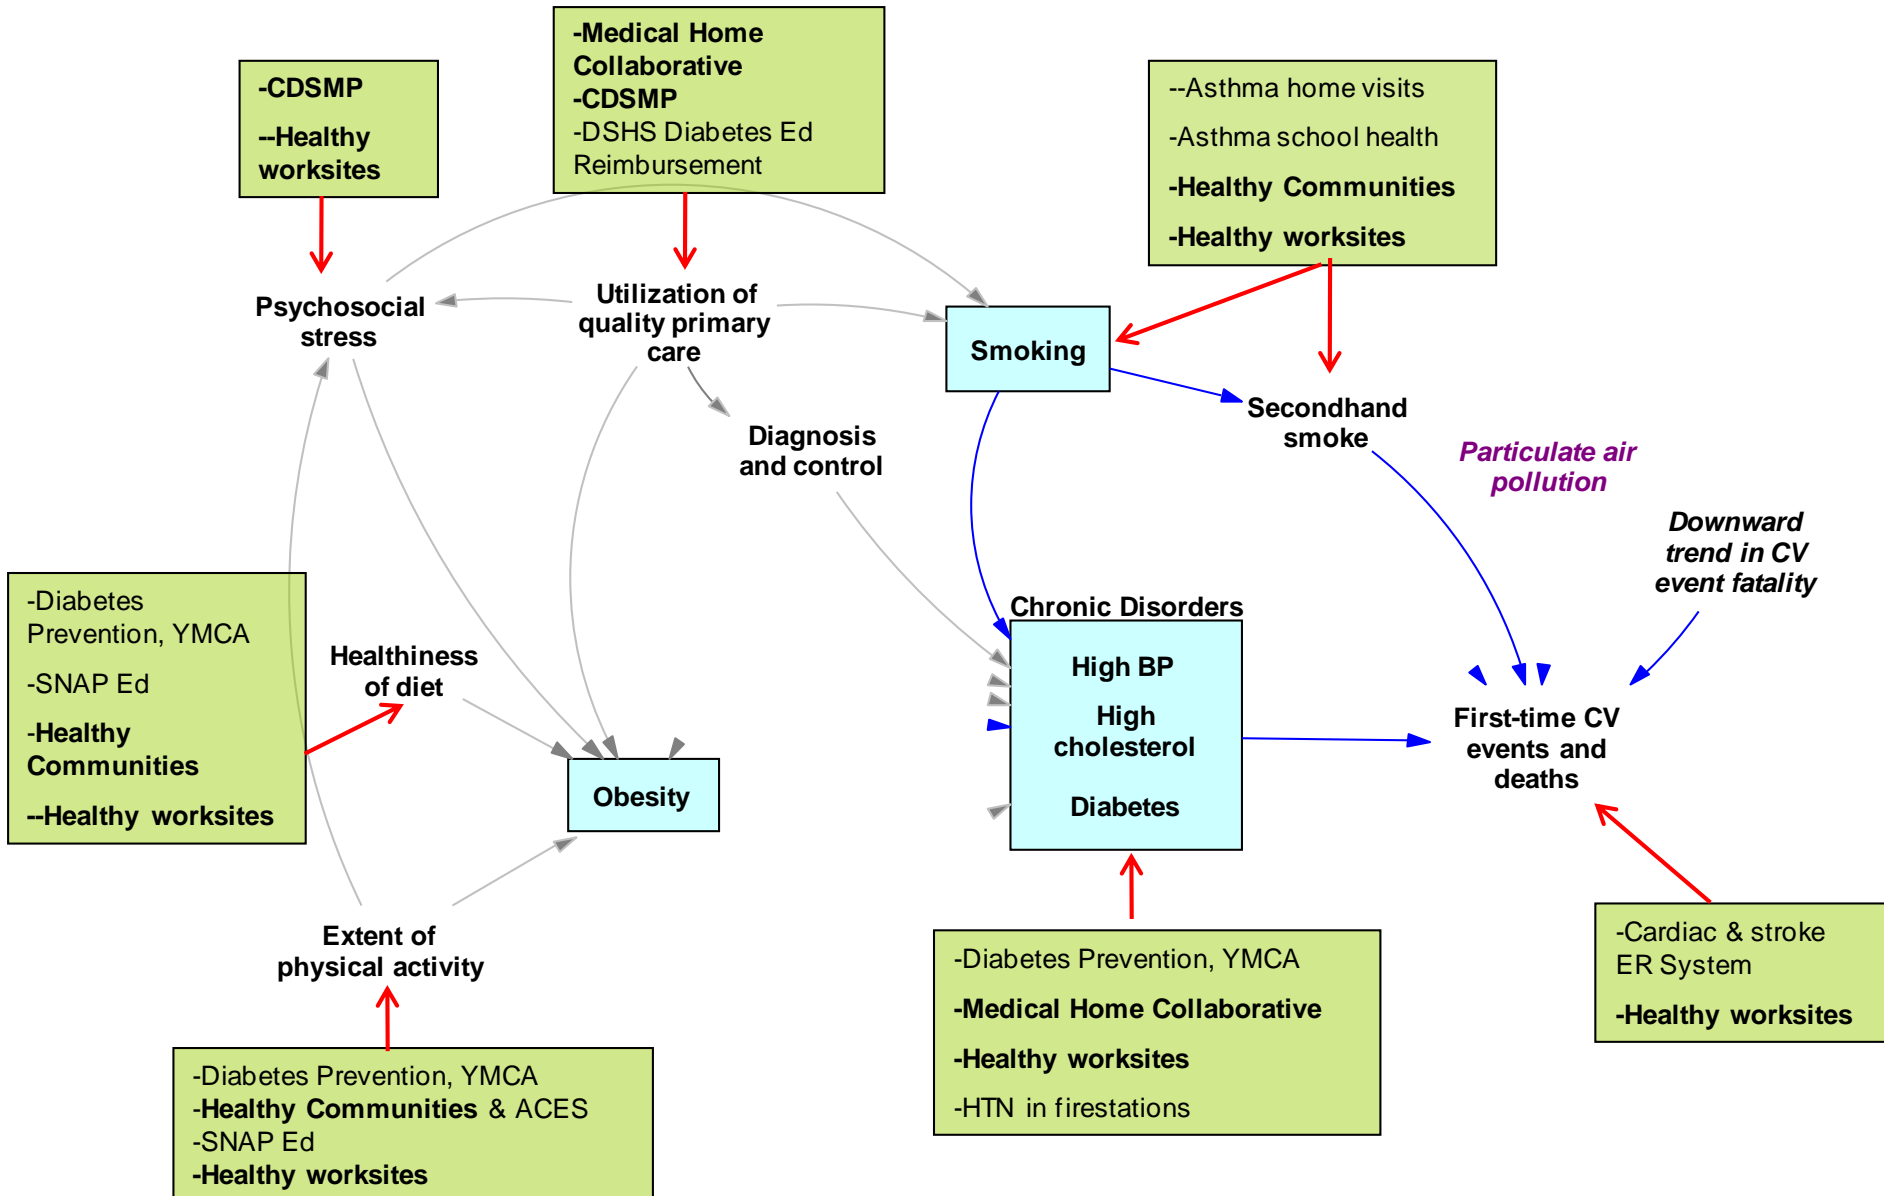 -Medical Home
Collaborative
-CDSMP
-DSHS Diabetes Ed
Reimbursement
-CDSMP
--Healthy
worksites
--Asthma home visits
-Asthma school health
-Healthy Communities
-Healthy worksites
Psychosocial
stress
Utilization of
quality primary
care
Smoking
Secondhand
smoke
Diagnosis
and control
Particulate air
pollution
Downward
trend in CV
event fatality
-Diabetes
Prevention, YMCA
-SNAP Ed
-Healthy
Communities
--Healthy worksites
Healthiness
of diet
Obesity
Chronic Disorders
High BP
High
cholesterol
Diabetes
First-time CV
events and
deaths
Extent of
physical activity
-Diabetes Prevention, YMCA
-Medical Home Collaborative
-Healthy worksites
-HTN in firestations
-Cardiac & stroke
ER System
-Healthy worksites
-Diabetes Prevention, YMCA
-Healthy Communities & ACES
-SNAP Ed
-Healthy worksites